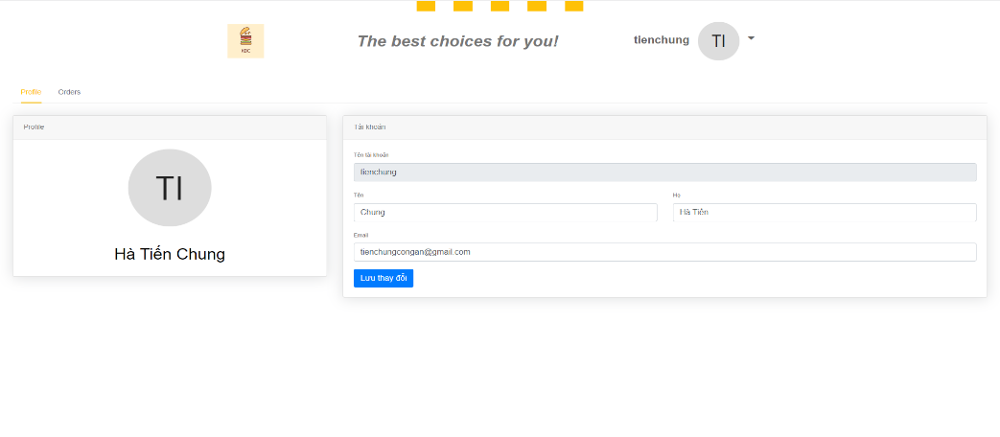 KDC
The best choices for you!
tienchung
TI
Profile
Orders
Profile
TI
Hà Tiến Chung
Tài khoản
Tên tài khoản
tienchung
Tên
Họ
Chung
Hà Tiến
Email
tienchungcongan@gmail.com
Lưu thay đổi